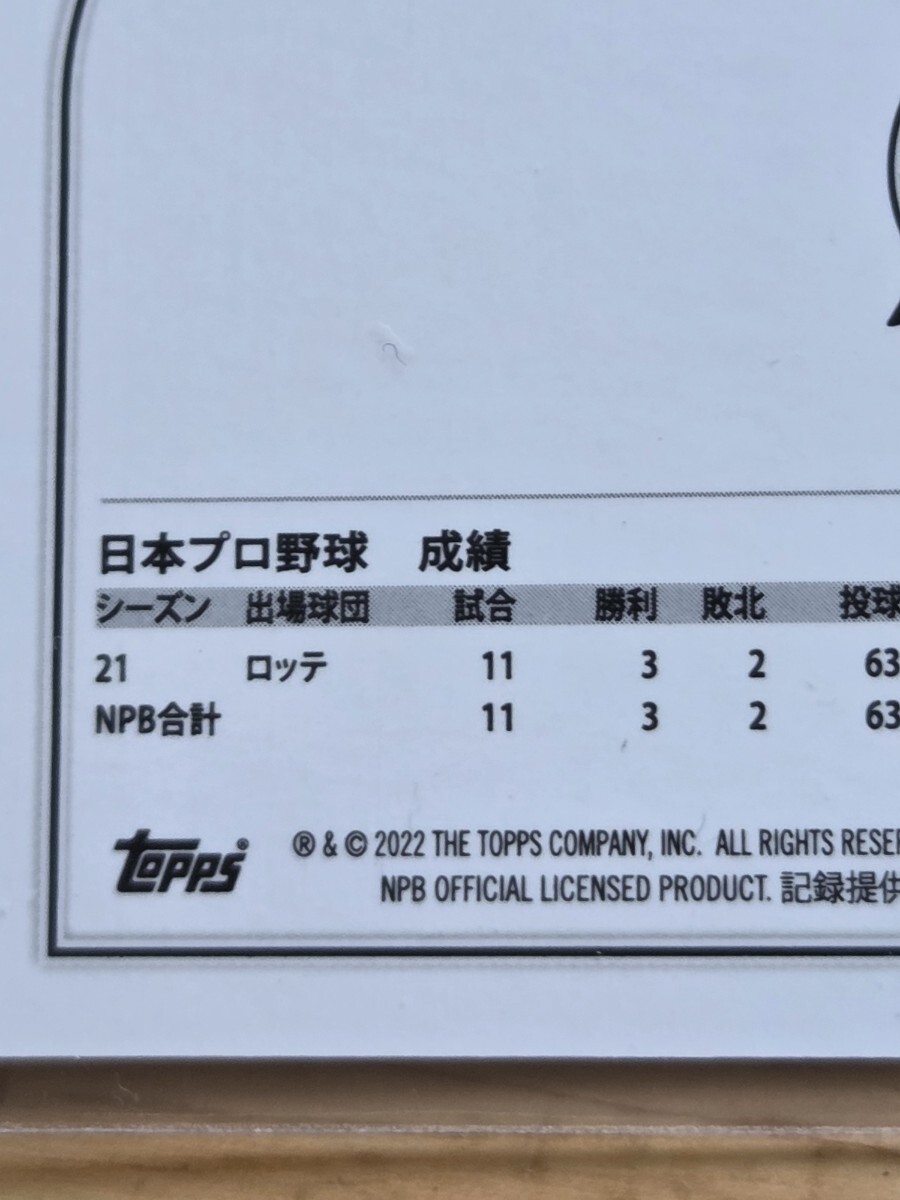 日本プロ野球 成績
シーズン 出場球団 試合 勝利 敗北 投球
21 ロッテ 11 3 2 63
NPB合計 11 3 2 63
Topps® ® & © 2022 THE TOPPS COMPANY, INC. ALL RIGHTS RESER
NPB OFFICIAL LICENSED PRODUCT. 記録提供